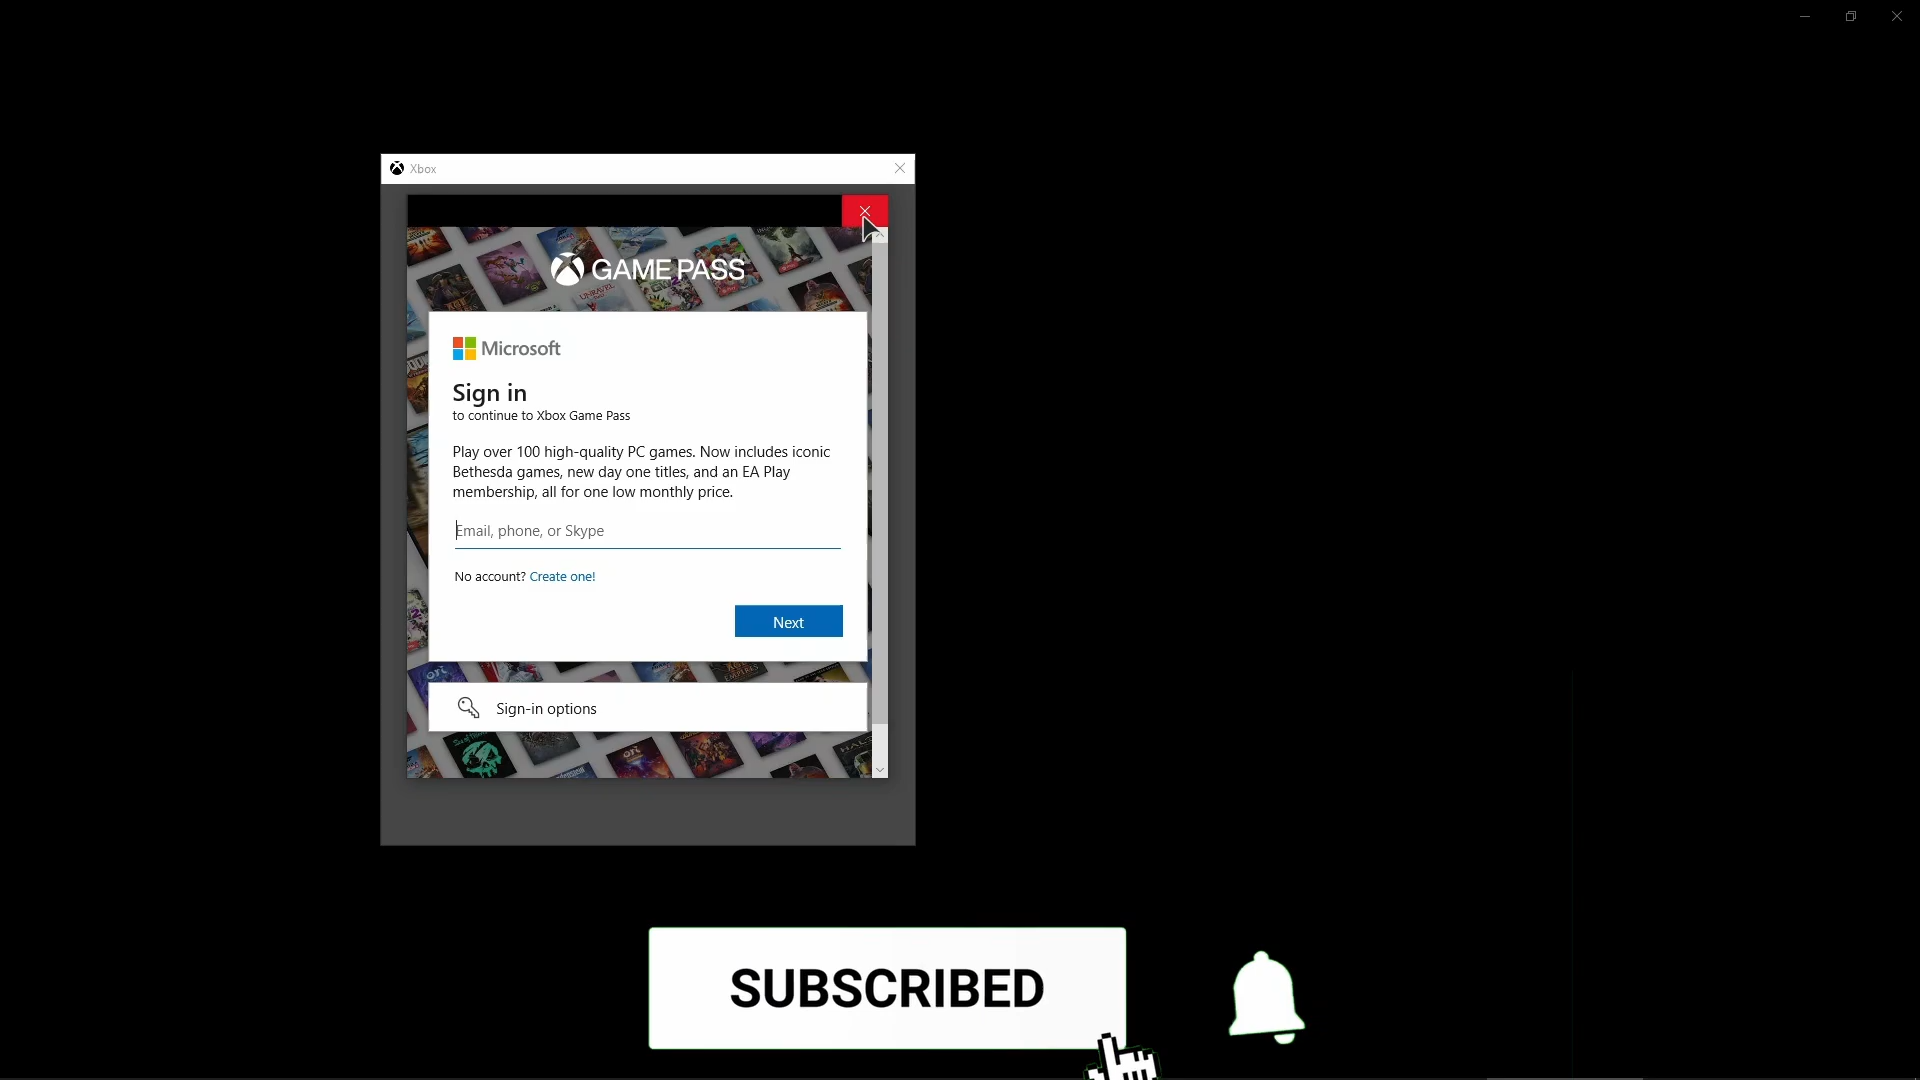 Xbox
GAME PASS
Microsoft
Sign in
to continue to Xbox Game Pass
Play over 100 high-quality PC games. Now includes iconic
Bethesda games, new day one titles, and an EA Play
membership, all for one low monthly price.
Email, phone, or Skype
No account? Create one!
Next
Sign-in options
SUBSCRIBED